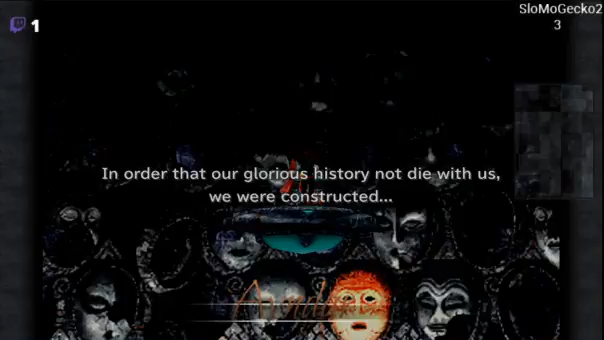 SloMoGecko2
1
3
In order that our glorious history not die with us,
we were constructed...